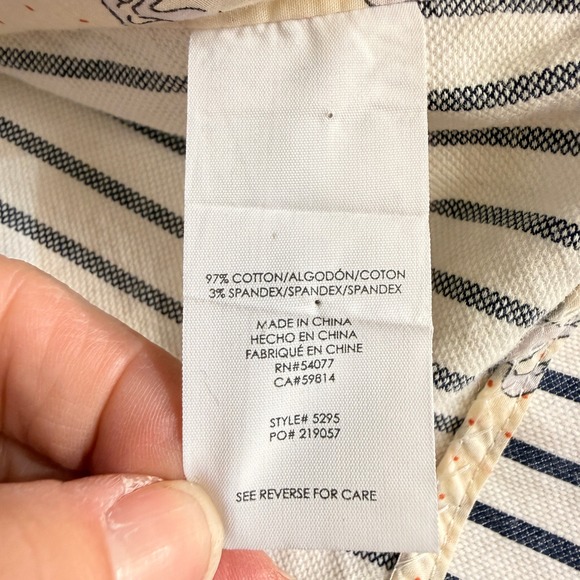 97% COTTON/ALGODÓN/COTON
3% SPANDEX/SPANDEX/SPANDEX
MADE IN CHINA
HECHO EN CHINA
FABRIQUÉ EN CHINE
RN#54077
CA#59814
STYLE# 5295
PO# 219057
SEE REVERSE FOR CARE